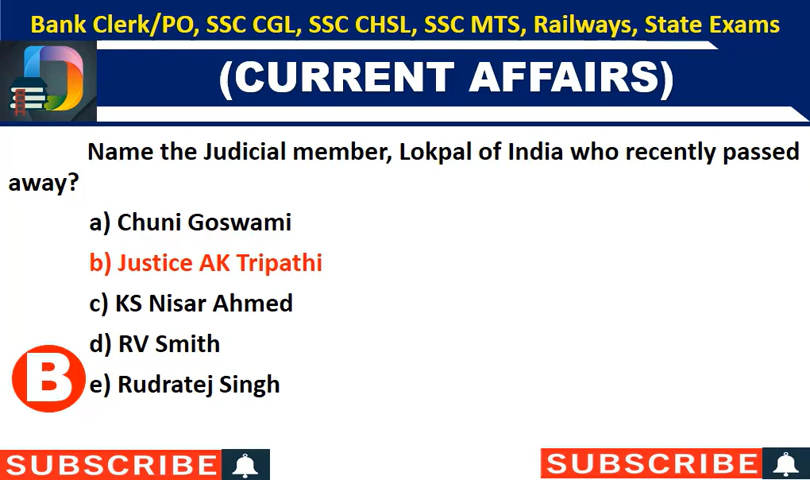 Bank Clerk/PO, SSC CGL, SSC CHSL, SSC MTS, Railways, State Exams
(CURRENT AFFAIRS)
Name the Judicial member, Lokpal of India who recently passed
away?
a) Chuni Goswami
b) Justice AK Tripathi
c) KS Nisar Ahmed
d) RV Smith
B
e) Rudratej Singh
SUBSCRIBE
SUBSCRIBE